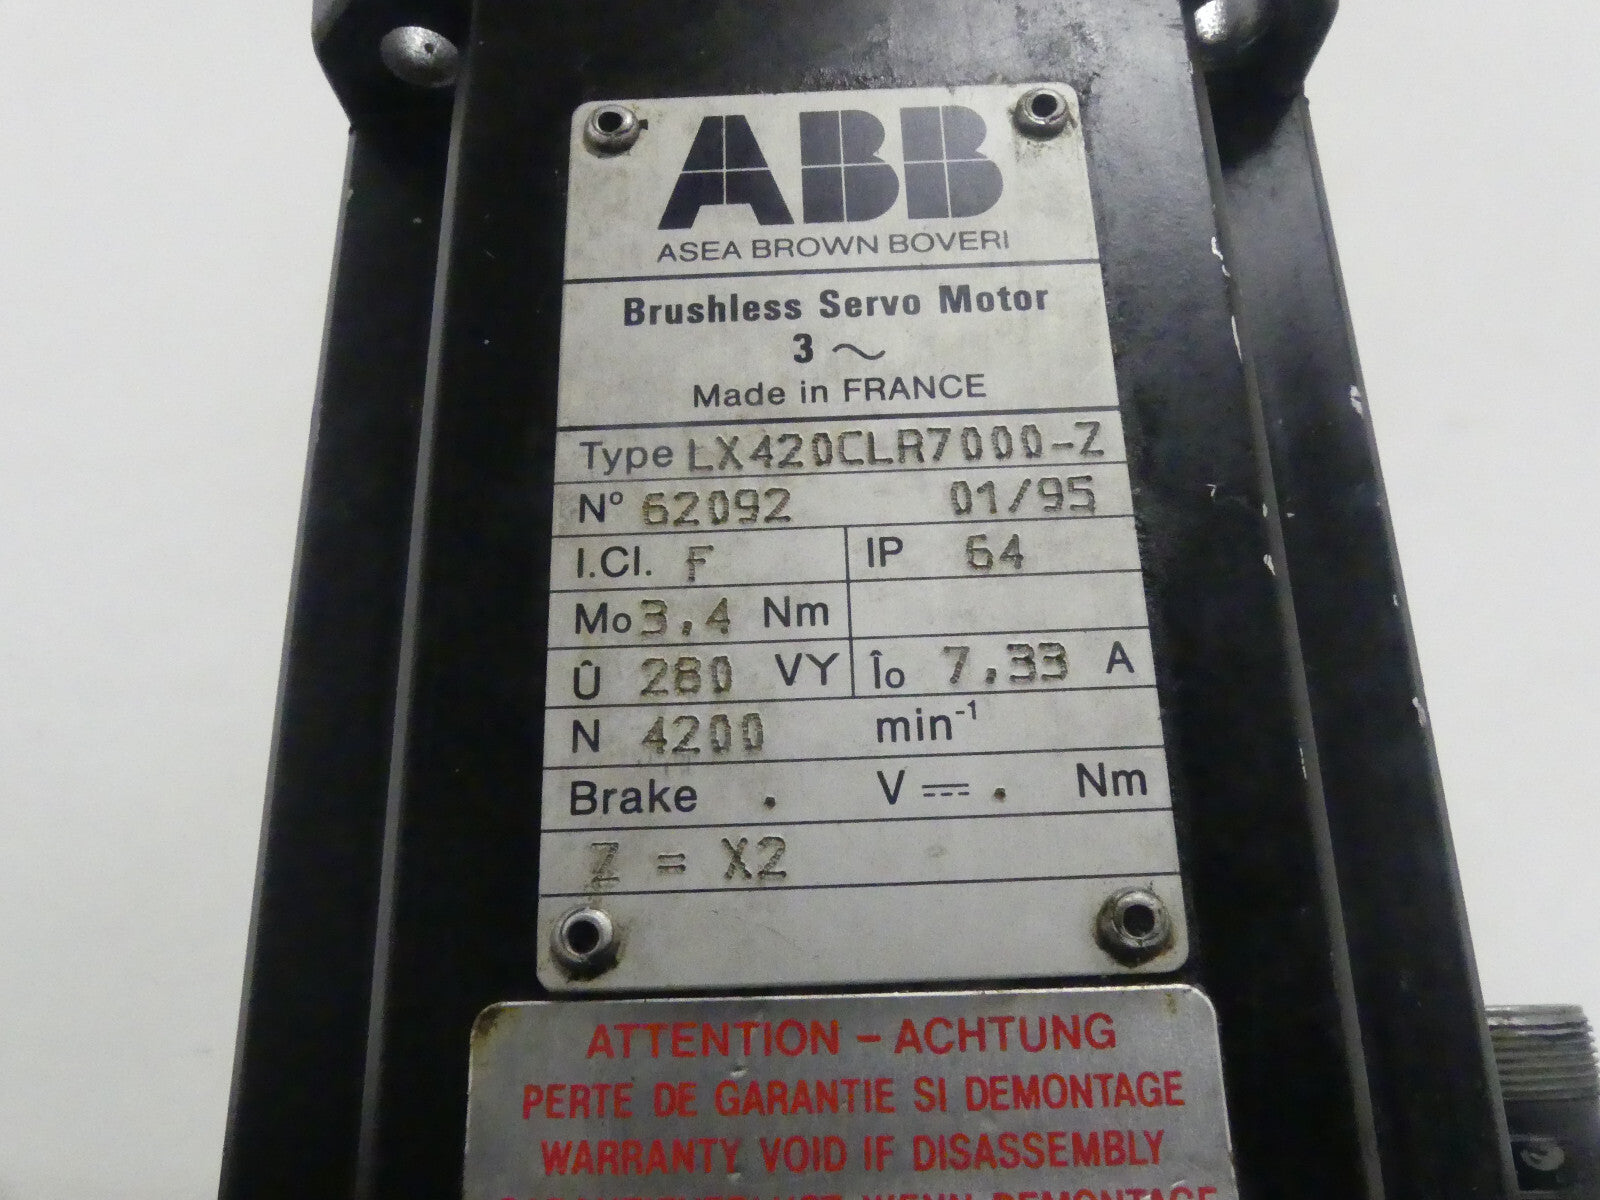 ABB
ASEA BROWN BOVERI
Brushless Servo Motor
3 ~
Made in FRANCE
Type LX420CLR7000-Z
N° 62092 01/95
I.Cl. F IP 64
Mo 3,4 Nm
Û 280 VY Îo 7,33 A
N 4200 min⁻¹
Brake . V ⎓ . Nm
Z = X2
ATTENTION - ACHTUNG
PERTE DE GARANTIE SI DEMONTAGE
WARRANTY VOID IF DISASSEMBLY
WENN DEMONTAGE